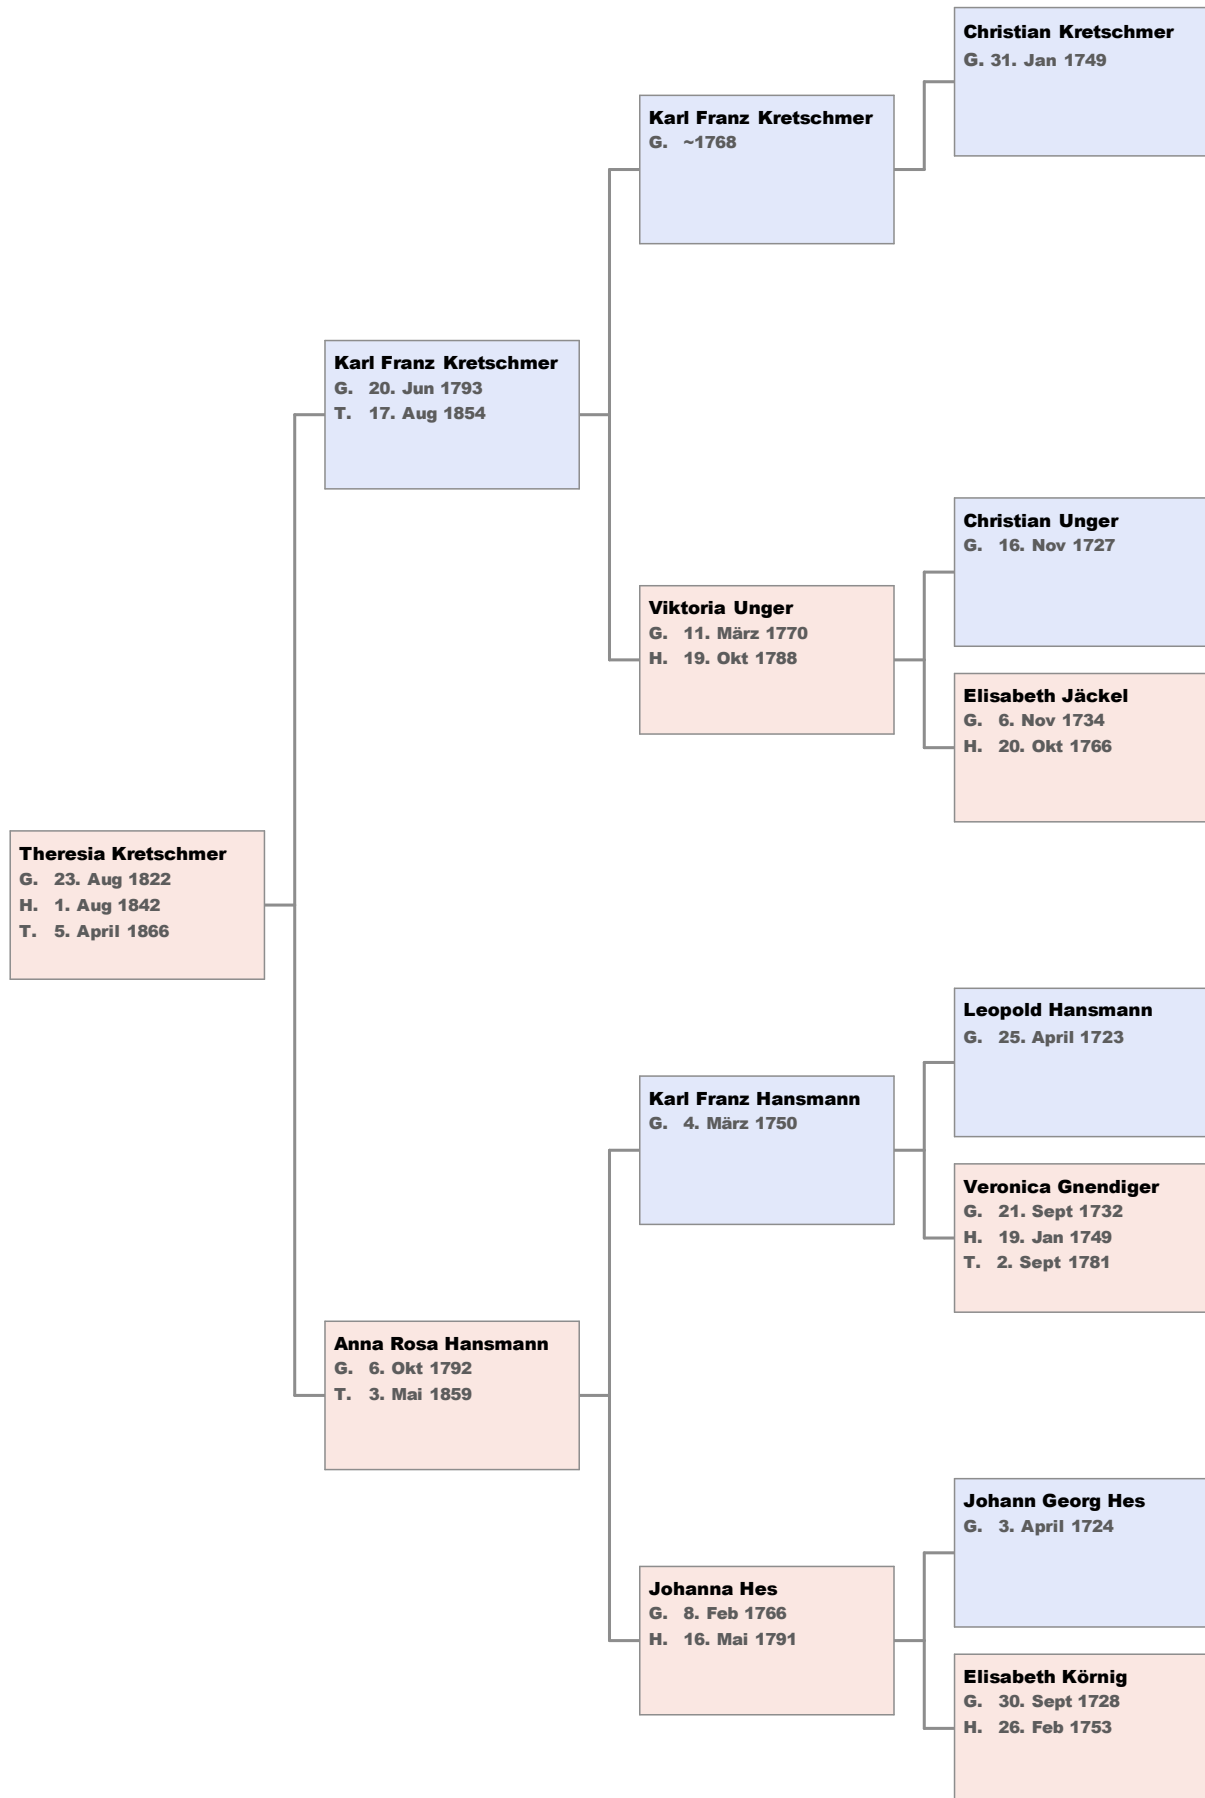 Christian Kretschmer
G. 31. Jan 1749
Karl Franz Kretschmer
G. ~1768
Karl Franz Kretschmer
G. 20. Jun 1793
T. 17. Aug 1854
Christian Unger
G. 16. Nov 1727
Viktoria Unger
G. 11. März 1770
H. 19. Okt 1788
Elisabeth Jäckel
G. 6. Nov 1734
H. 20. Okt 1766
Theresia Kretschmer
G. 23. Aug 1822
H. 1. Aug 1842
T. 5. April 1866
Leopold Hansmann
G. 25. April 1723
Karl Franz Hansmann
G. 4. März 1750
Veronica Gnendiger
G. 21. Sept 1732
H. 19. Jan 1749
T. 2. Sept 1781
Anna Rosa Hansmann
G. 6. Okt 1792
T. 3. Mai 1859
Johann Georg Hes
G. 3. April 1724
Johanna Hes
G. 8. Feb 1766
H. 16. Mai 1791
Elisabeth Körnig
G. 30. Sept 1728
H. 26. Feb 1753